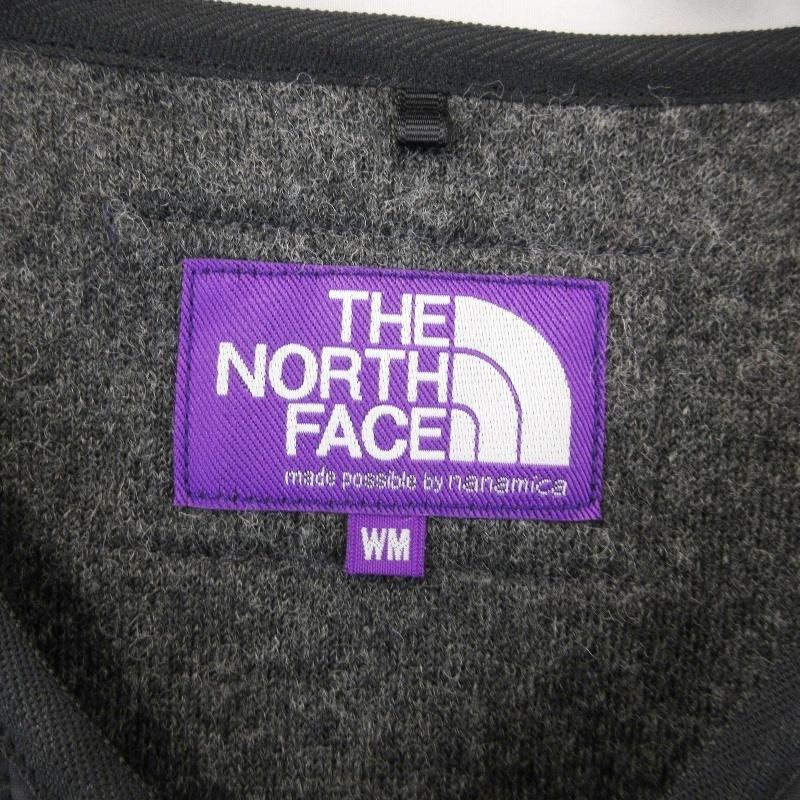 THE
NORTH
FACE
made possible by nanamica
WM